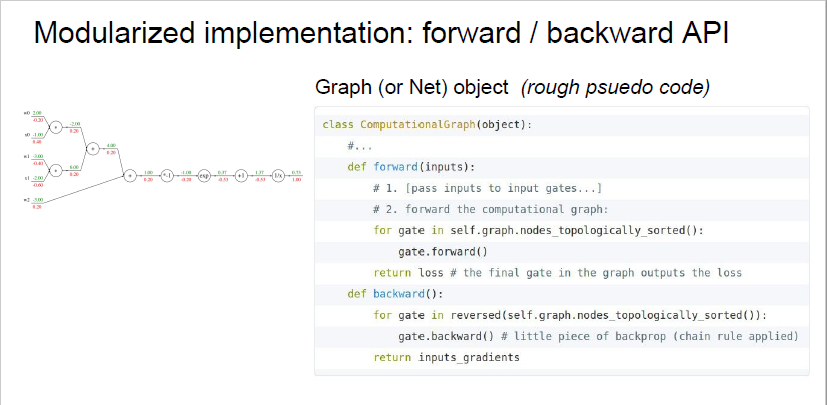 Modularized implementation: forward / backward API
Graph (or Net) object (rough psuedo code)
w0 2.00
-0.20
x0 -1.00
0.40
-2.00
0.20
w1 -3.00
-0.40
x1 -2.00
-0.60
6.00
0.20
w2 -3.00
0.20
4.00
0.20
+
+
1.00
0.20
*-1
-1.00
-0.20
exp
0.37
-0.53
+1
1.37
-0.53
1/x
0.73
1.00
class ComputationalGraph(object):
#...
def forward(inputs):
# 1. [pass inputs to input gates...]
# 2. forward the computational graph:
for gate in self.graph.nodes_topologically_sorted():
gate.forward()
return loss # the final gate in the graph outputs the loss
def backward():
for gate in reversed(self.graph.nodes_topologically_sorted()):
gate.backward() # little piece of backprop (chain rule applied)
return inputs_gradients